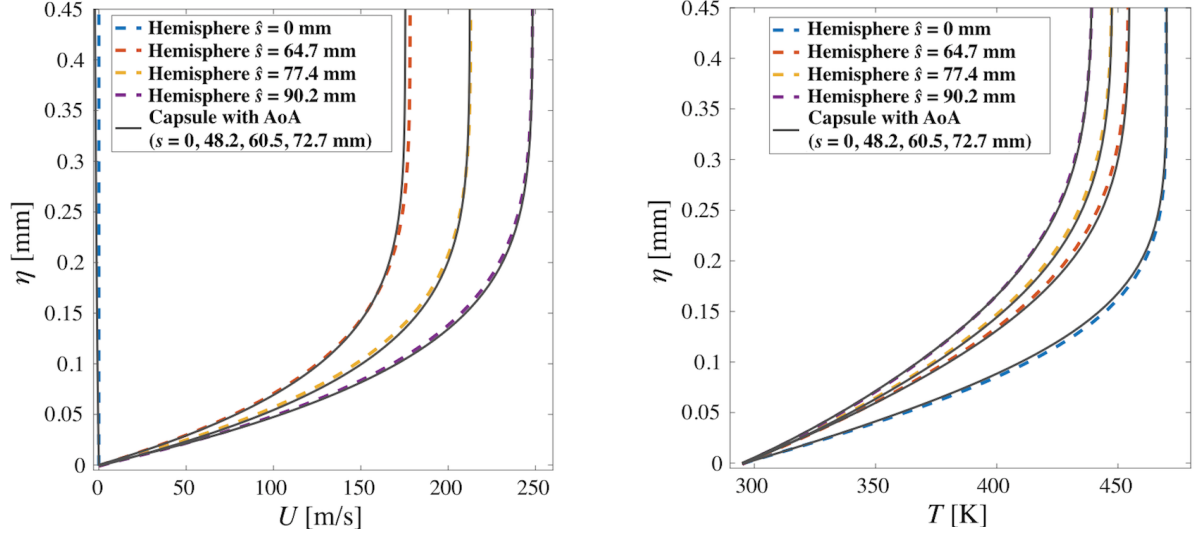 0.45
0.4
0.35
0.3
0.25
0.2
0.15
0.1
0.05
0
η [mm]
Hemisphere ŝ = 0 mm
Hemisphere ŝ = 64.7 mm
Hemisphere ŝ = 77.4 mm
Hemisphere ŝ = 90.2 mm
Capsule with AoA
(s = 0, 48.2, 60.5, 72.7 mm)
0 50 100 150 200 250
U [m/s]
0.45
0.4
0.35
0.3
0.25
0.2
0.15
0.1
0.05
0
η [mm]
Hemisphere ŝ = 0 mm
Hemisphere ŝ = 64.7 mm
Hemisphere ŝ = 77.4 mm
Hemisphere ŝ = 90.2 mm
Capsule with AoA
(s = 0, 48.2, 60.5, 72.7 mm)
300 350 400 450
T [K]